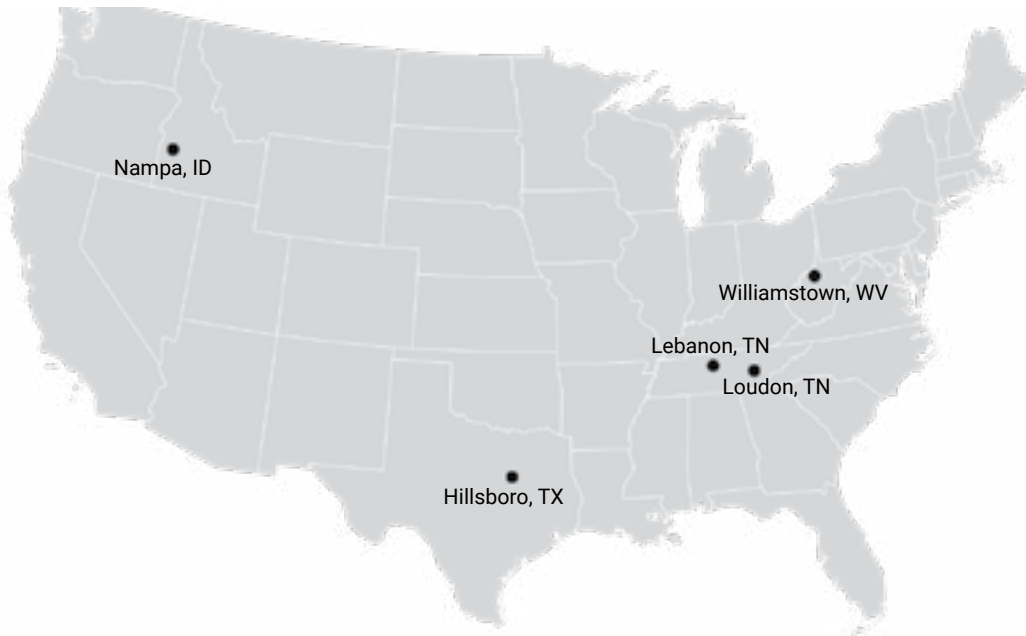 Nampa, ID
Williamstown, WV
Lebanon, TN
Loudon, TN
Hillsboro, TX